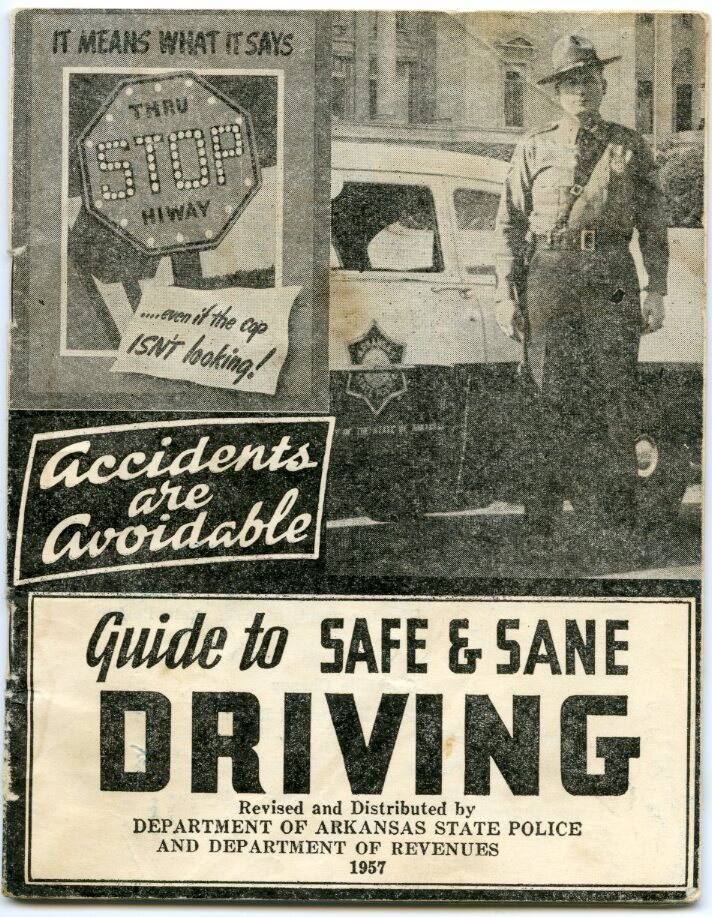 IT MEANS WHAT IT SAYS
THRU
STOP
HIWAY
....even if the cop
ISN'T looking!
Accidents
are
Avoidable
Guide to SAFE & SANE
DRIVING
Revised and Distributed by
DEPARTMENT OF ARKANSAS STATE POLICE
AND DEPARTMENT OF REVENUES
1957